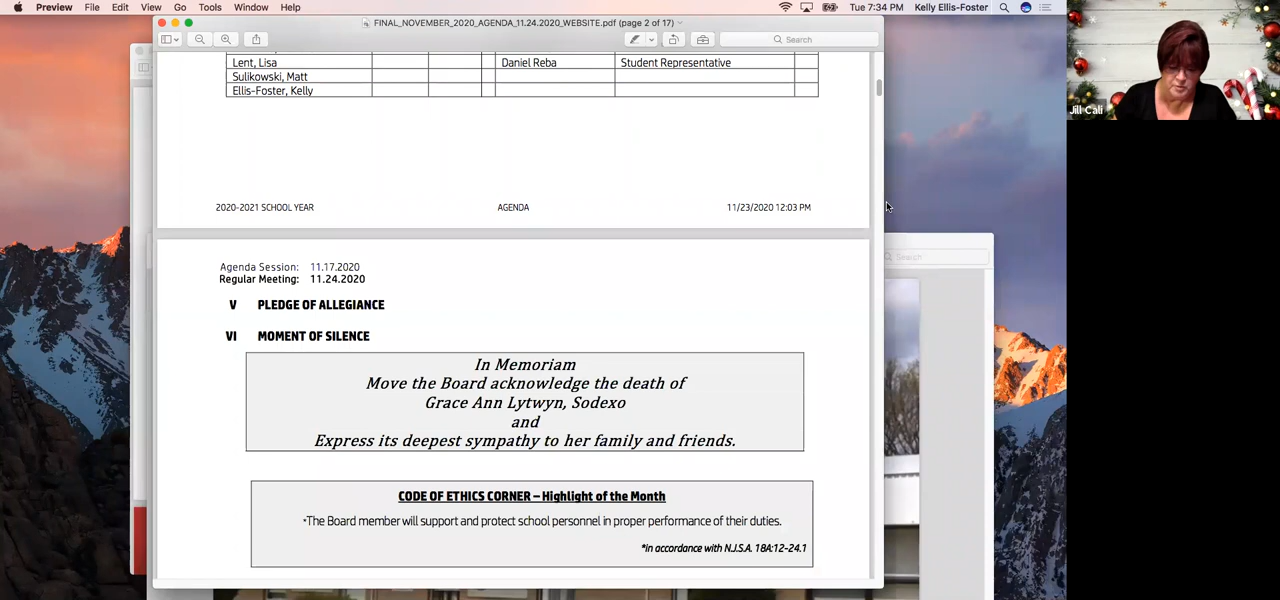 Preview File Edit View Go Tools Window Help Tue 7:34 PM Kelly Ellis-Foster
FINAL_NOVEMBER_2020_AGENDA_11.24.2020_WEBSITE.pdf (page 2 of 17)
Search
Lent, Lisa Daniel Reba Student Representative
Sulikowski, Matt
Ellis-Foster, Kelly
2020-2021 SCHOOL YEAR AGENDA 11/23/2020 12:03 PM
Agenda Session: 11.17.2020
Regular Meeting: 11.24.2020
V PLEDGE OF ALLEGIANCE
VI MOMENT OF SILENCE
In Memoriam
Move the Board acknowledge the death of
Grace Ann Lytwyn, Sodexo
and
Express its deepest sympathy to her family and friends.
CODE OF ETHICS CORNER – Highlight of the Month
*The Board member will support and protect school personnel in proper performance of their duties.
*in accordance with N.J.S.A. 18A:12-24.1
Search
Jill Cali